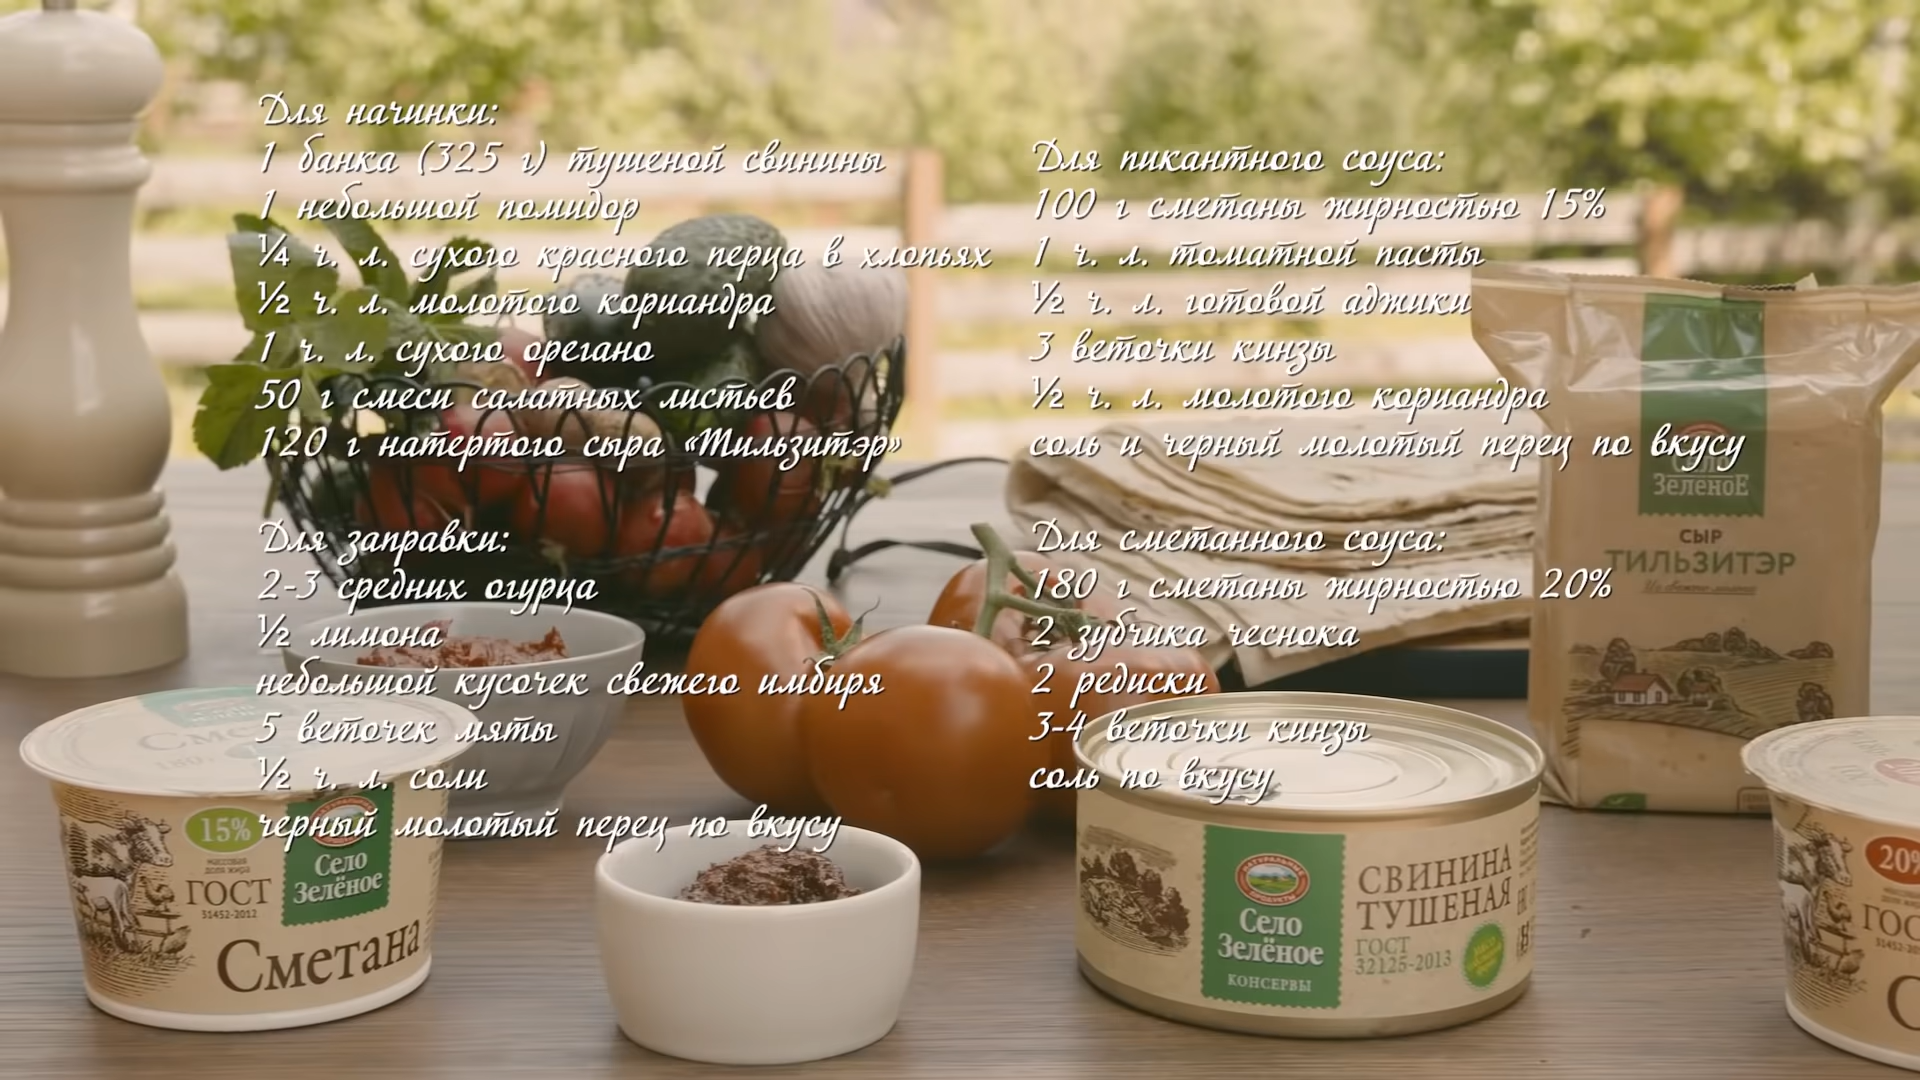 Для начинки:
1 банка (325 г) тушеной свинины
1 небольшой помидор
¼ ч. л. сухого красного перца в хлопьях
½ ч. л. молотого кориандра
1 ч. л. сухого орегано
50 г смеси салатных листьев
120 г натертого сыра «Тильзитэр»
Для заправки:
2-3 средних огурца
½ лимона
небольшой кусочек свежего имбиря
5 веточек мяты
½ ч. л. соли
черный молотый перец по вкусу
Для пикантного соуса:
100 г сметаны жирностью 15%
1 ч. л. томатной пасты
½ ч. л. готовой аджики
3 веточки кинзы
½ ч. л. молотого кориандра
соль и черный молотый перец по вкусу
Для сметанного соуса:
180 г сметаны жирностью 20%
2 зубчика чеснока
2 редиски
3-4 веточки кинзы
соль по вкусу
Село
ЗеленоЕ
СЫР
ТИЛЬЗИТЭР
15%
массовая
доля жира
ГОСТ
31452-2012
Село
Зелёное
Сметана
НАТУРАЛЬНЫЕ
ПРОДУКТЫ
Село
Зелёное
КОНСЕРВЫ
СВИНИНА
ТУШЕНАЯ
ГОСТ
32125-2013
20%